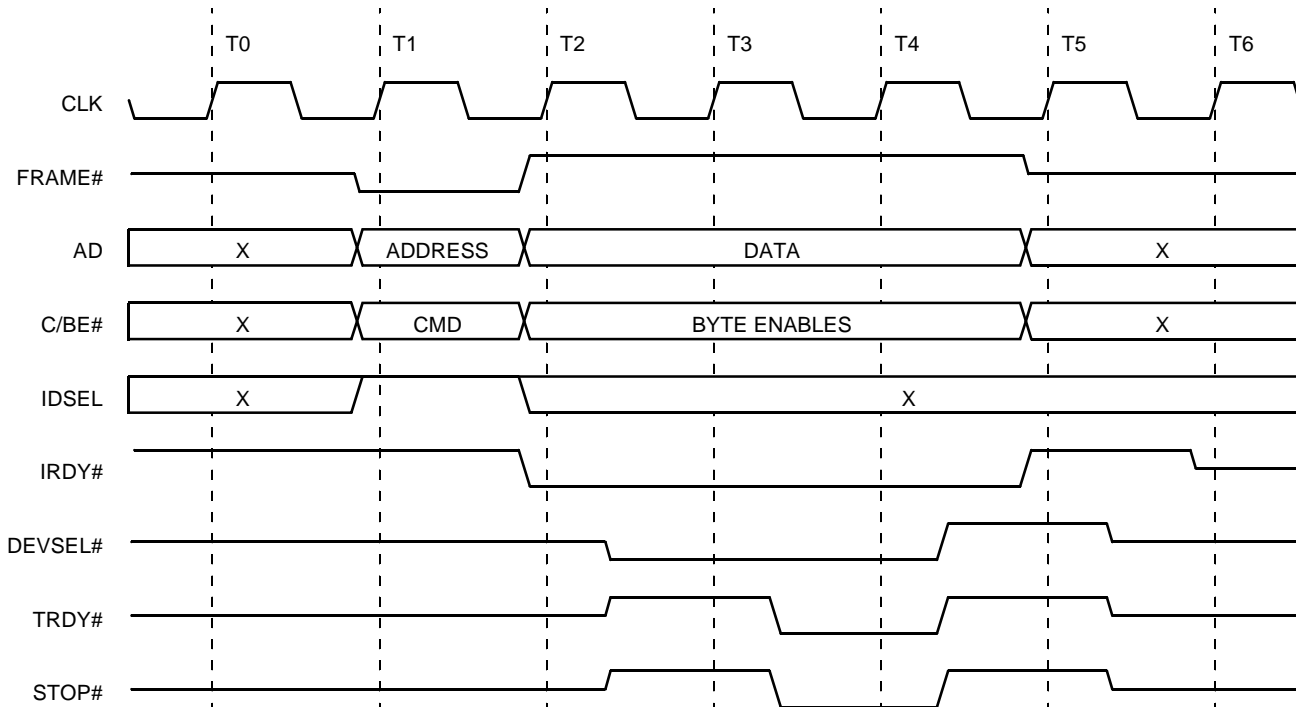 T0 T1 T2 T3 T4 T5 T6
CLK
FRAME#
AD X ADDRESS DATA X
C/BE# X CMD BYTE ENABLES X
IDSEL X X
IRDY#
DEVSEL#
TRDY#
STOP#